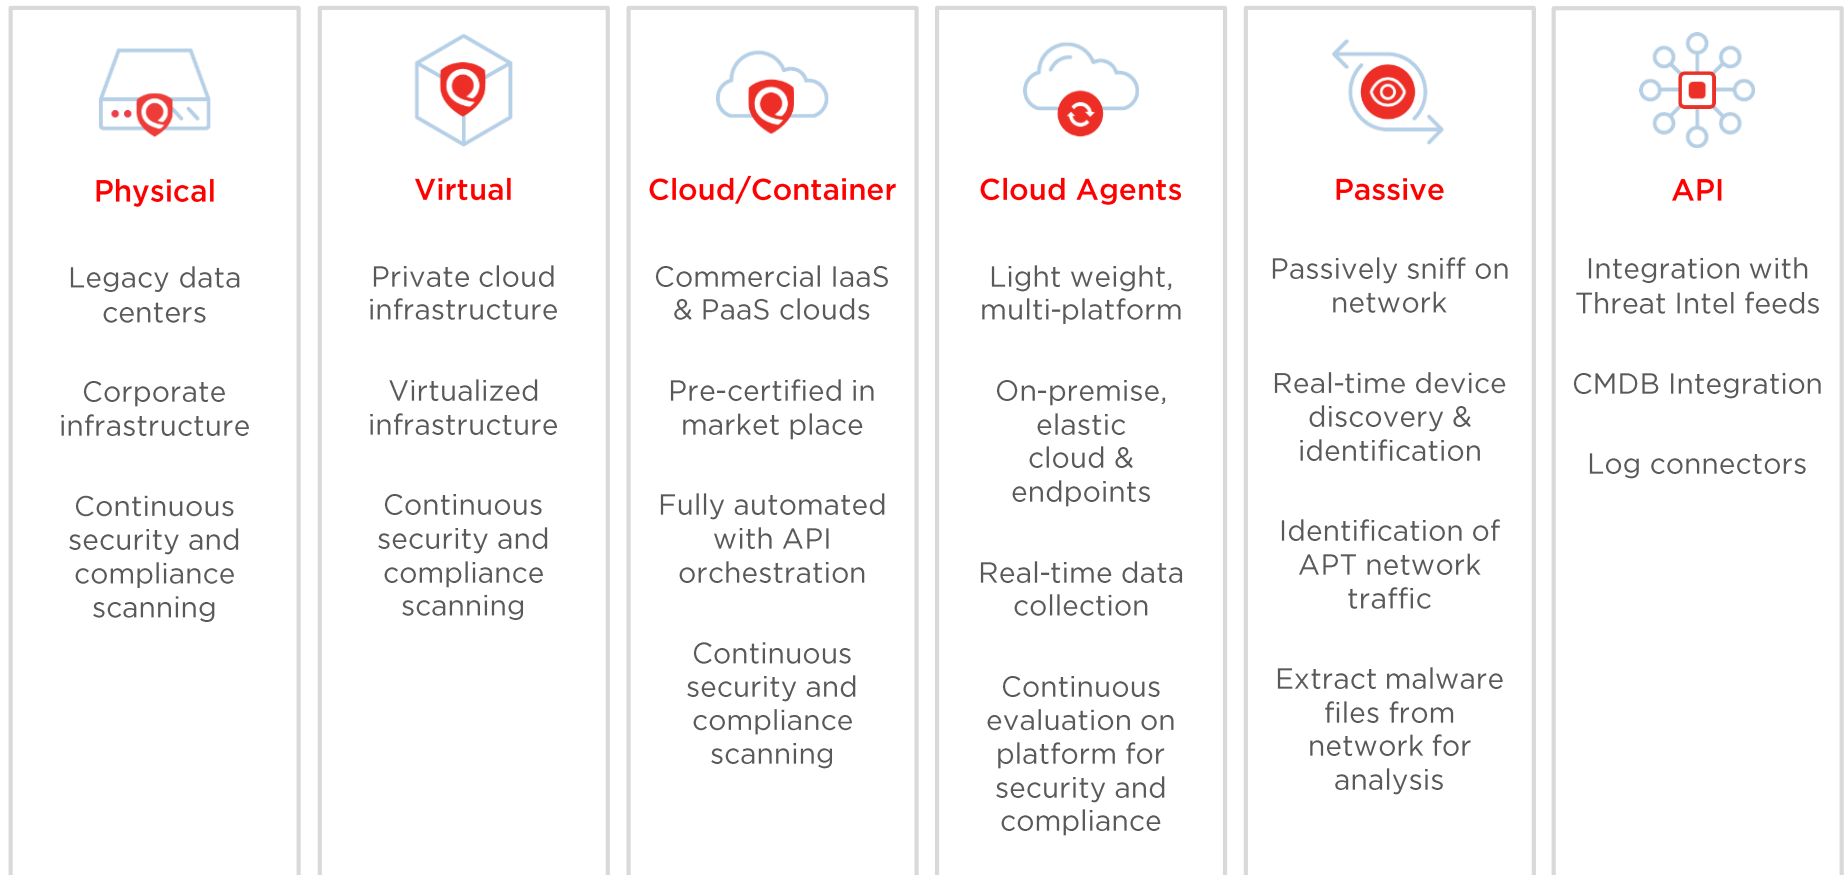 Physical
Legacy data
centers
Corporate
infrastructure
Continuous
security and
compliance
scanning
Virtual
Private cloud
infrastructure
Virtualized
infrastructure
Continuous
security and
compliance
scanning
Cloud/Container
Commercial IaaS
& PaaS clouds
Pre-certified in
market place
Fully automated
with API
orchestration
Continuous
security and
compliance
scanning
Cloud Agents
Light weight,
multi-platform
On-premise,
elastic
cloud &
endpoints
Real-time data
collection
Continuous
evaluation on
platform for
security and
compliance
Passive
Passively sniff on
network
Real-time device
discovery &
identification
Identification of
APT network
traffic
Extract malware
files from
network for
analysis
API
Integration with
Threat Intel feeds
CMDB Integration
Log connectors